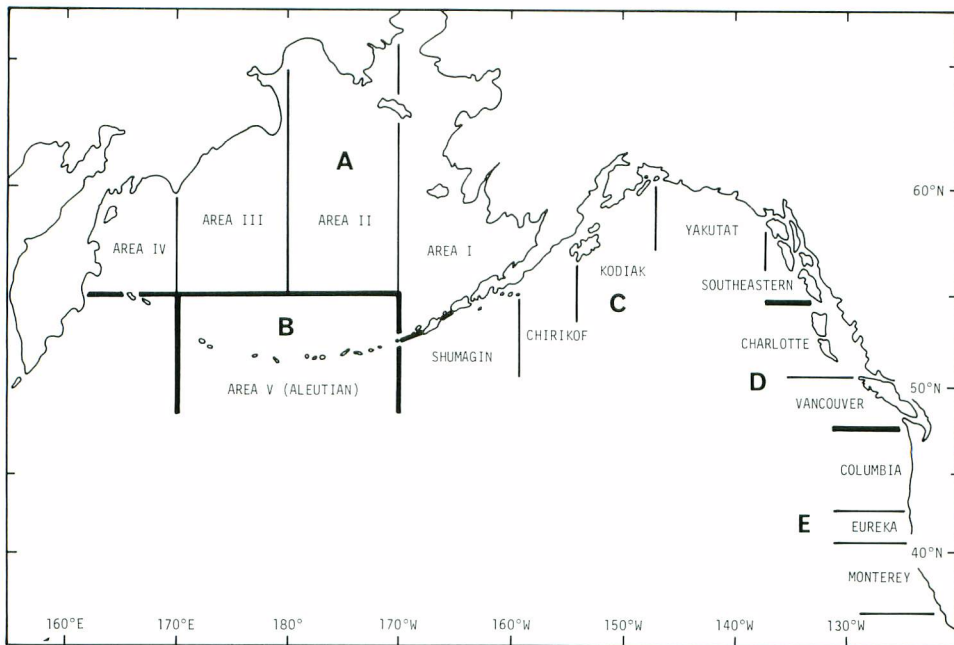 A
60°N
AREA III
AREA II
YAKUTAT
AREA IV
AREA I
KODIAK
SOUTHEASTERN
B
C
CHIRIKOF
CHARLOTTE
SHUMAGIN
D
50°N
AREA V (ALEUTIAN)
VANCOUVER
COLUMBIA
E
EUREKA
40°N
MONTEREY
160°E
170°E
180°
170°W
160°W
150°W
140°W
130°W